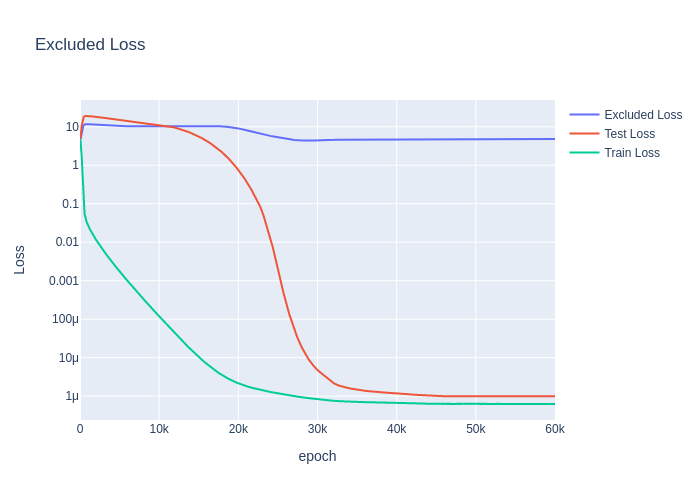 Excluded Loss
Excluded Loss
Test Loss
Train Loss
Loss
10
1
0.1
0.01
0.001
100μ
10μ
1μ
0
10k
20k
30k
40k
50k
60k
epoch